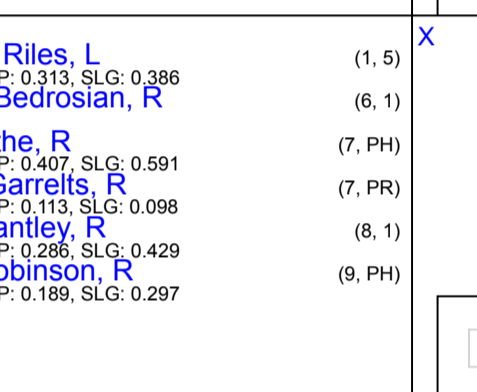 Riles, L (1, 5) X
P: 0.313, SLG: 0.386
Bedrosian, R (6, 1)
the, R (7, PH)
P: 0.407, SLG: 0.591
Garrelts, R (7, PR)
P: 0.113, SLG: 0.098
antley, R (8, 1)
P: 0.286, SLG: 0.429
obinson, R (9, PH)
P: 0.189, SLG: 0.297